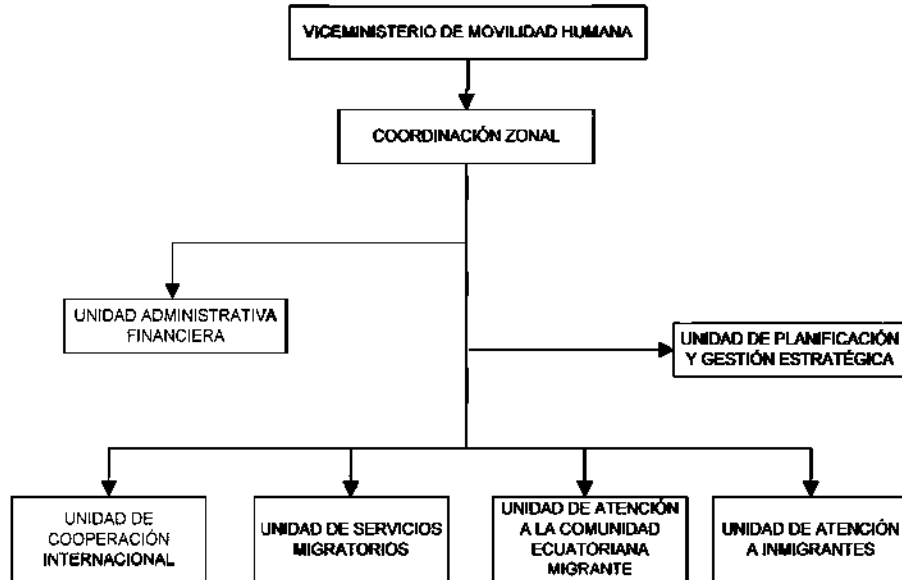 VICEMINISTERIO DE MOVILIDAD HUMANA
COORDINACIÓN ZONAL
UNIDAD ADMINISTRATIVA
FINANCIERA
UNIDAD DE PLANIFICACIÓN
Y GESTIÓN ESTRATÉGICA
UNIDAD DE
COOPERACIÓN
INTERNACIONAL
UNIDAD DE SERVICIOS
MIGRATORIOS
UNIDAD DE ATENCIÓN
A LA COMUNIDAD
ECUATORIANA
MIGRANTE
UNIDAD DE ATENCIÓN
A INMIGRANTES